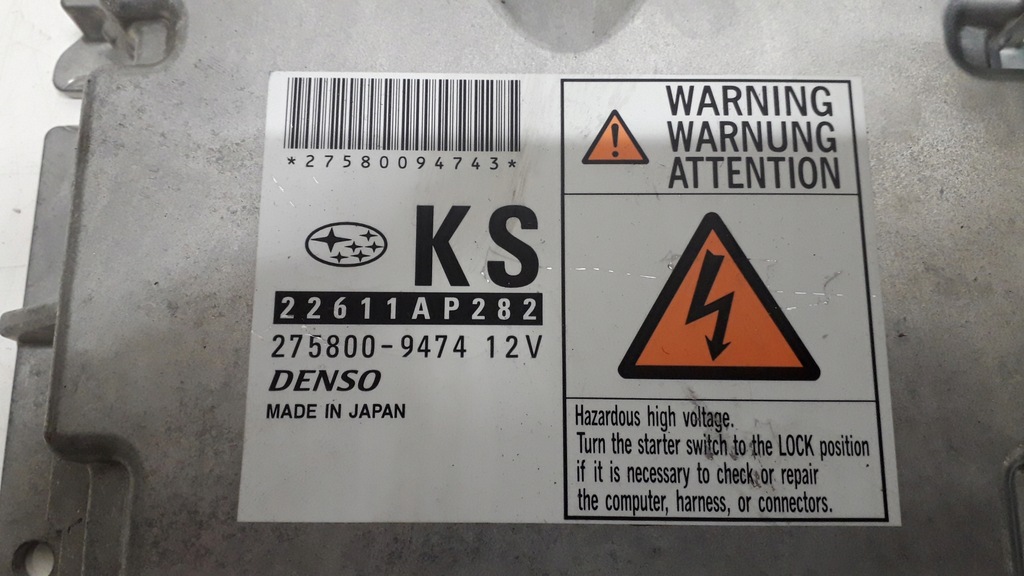 *27580094743*
KS
22611AP282
275800-9474 12V
DENSO
MADE IN JAPAN
WARNING
WARNUNG
ATTENTION
Hazardous high voltage.
Turn the starter switch to the LOCK position
if it is necessary to check or repair
the computer, harness, or connectors.